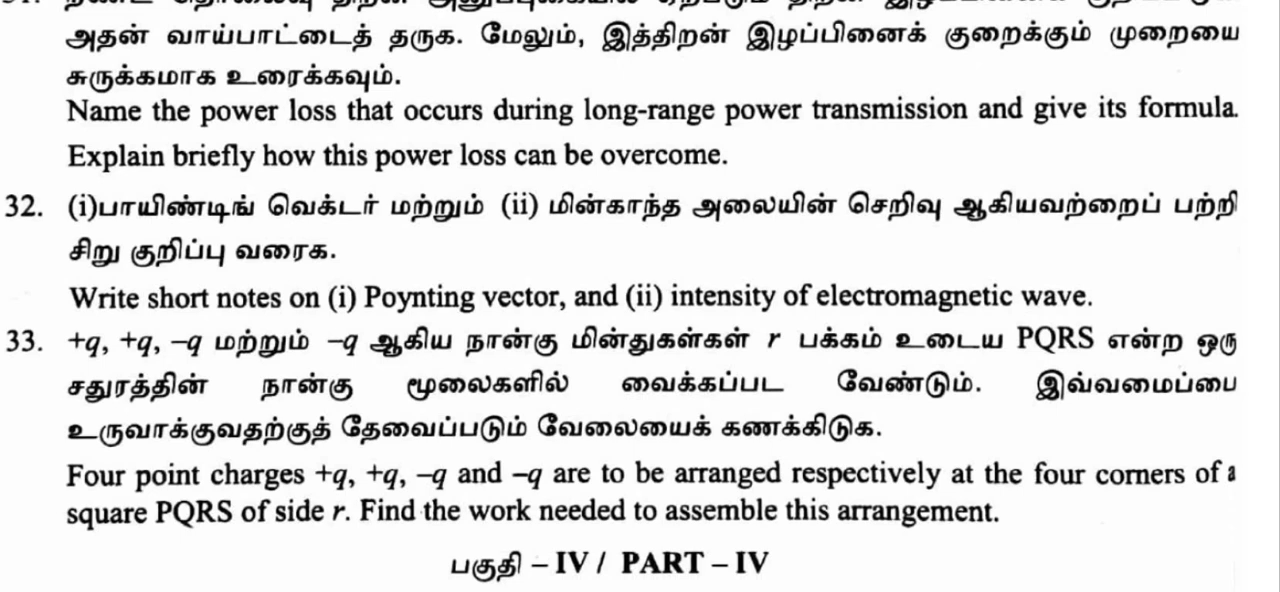 அதன் வாய்பாட்டைத் தருக. மேலும், இத்திறன் இழப்பினைக் குறைக்கும் முறையை
சுருக்கமாக உரைக்கவும்.
Name the power loss that occurs during long-range power transmission and give its formula.
Explain briefly how this power loss can be overcome.
32. (i)பாயிண்டிங் வெக்டர் மற்றும் (ii) மின்காந்த அலையின் செறிவு ஆகியவற்றைப் பற்றி
சிறு குறிப்பு வரைக.
Write short notes on (i) Poynting vector, and (ii) intensity of electromagnetic wave.
33. +q, +q, –q மற்றும் –q ஆகிய நான்கு மின்துகள்கள் r பக்கம் உடைய PQRS என்ற ஒரு
சதுரத்தின் நான்கு மூலைகளில் வைக்கப்பட வேண்டும். இவ்வமைப்பை
உருவாக்குவதற்குத் தேவைப்படும் வேலையைக் கணக்கிடுக.
Four point charges +q, +q, –q and –q are to be arranged respectively at the four corners of a
square PQRS of side r. Find the work needed to assemble this arrangement.
பகுதி – IV / PART – IV